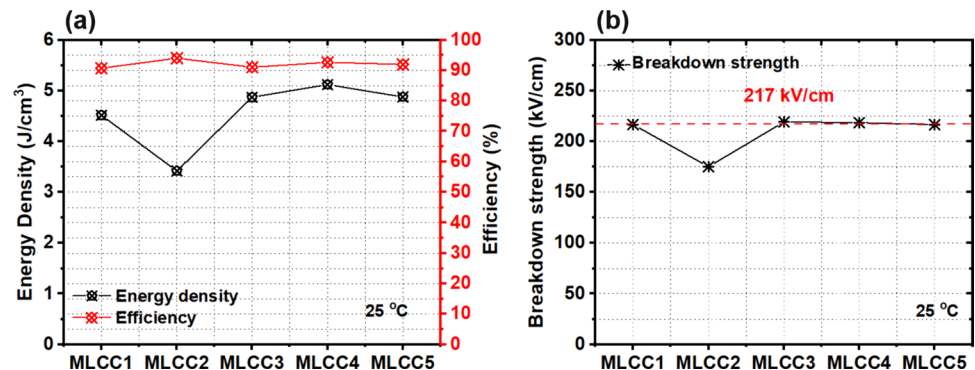 (a)
6
5
4
3
2
1
0
Energy Density (J/cm³)
100
90
80
70
60
50
40
30
20
10
0
Efficiency (%)
Energy density
Efficiency
25 °C
MLCC1 MLCC2 MLCC3 MLCC4 MLCC5
(b)
300
250
200
150
100
50
0
Breakdown strength (kV/cm)
Breakdown strength
217 kV/cm
25 °C
MLCC1 MLCC2 MLCC3 MLCC4 MLCC5